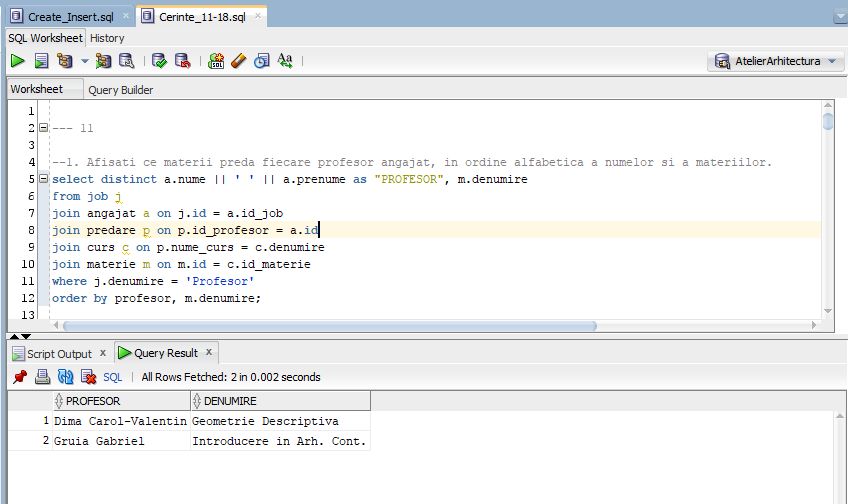 Create_Insert.sql × Cerinte_11-18.sql ×
SQL Worksheet History
SQL Aa AtelierArhitectura
Worksheet Query Builder
1
2 --- 11
3
4 --1. Afisati ce materii preda fiecare profesor angajat, in ordine alfabetica a numelor si a materiilor.
5 select distinct a.nume || ' ' || a.prenume as "PROFESOR", m.denumire
6 from job j
7 join angajat a on j.id = a.id_job
8 join predare p on p.id_profesor = a.id
9 join curs c on p.nume_curs = c.denumire
10 join materie m on m.id = c.id_materie
11 where j.denumire = 'Profesor'
12 order by profesor, m.denumire;
13
Script Output x Query Result x
SQL | All Rows Fetched: 2 in 0.002 seconds
PROFESOR DENUMIRE
1 Dima Carol-Valentin Geometrie Descriptiva
2 Gruia Gabriel Introducere in Arh. Cont.